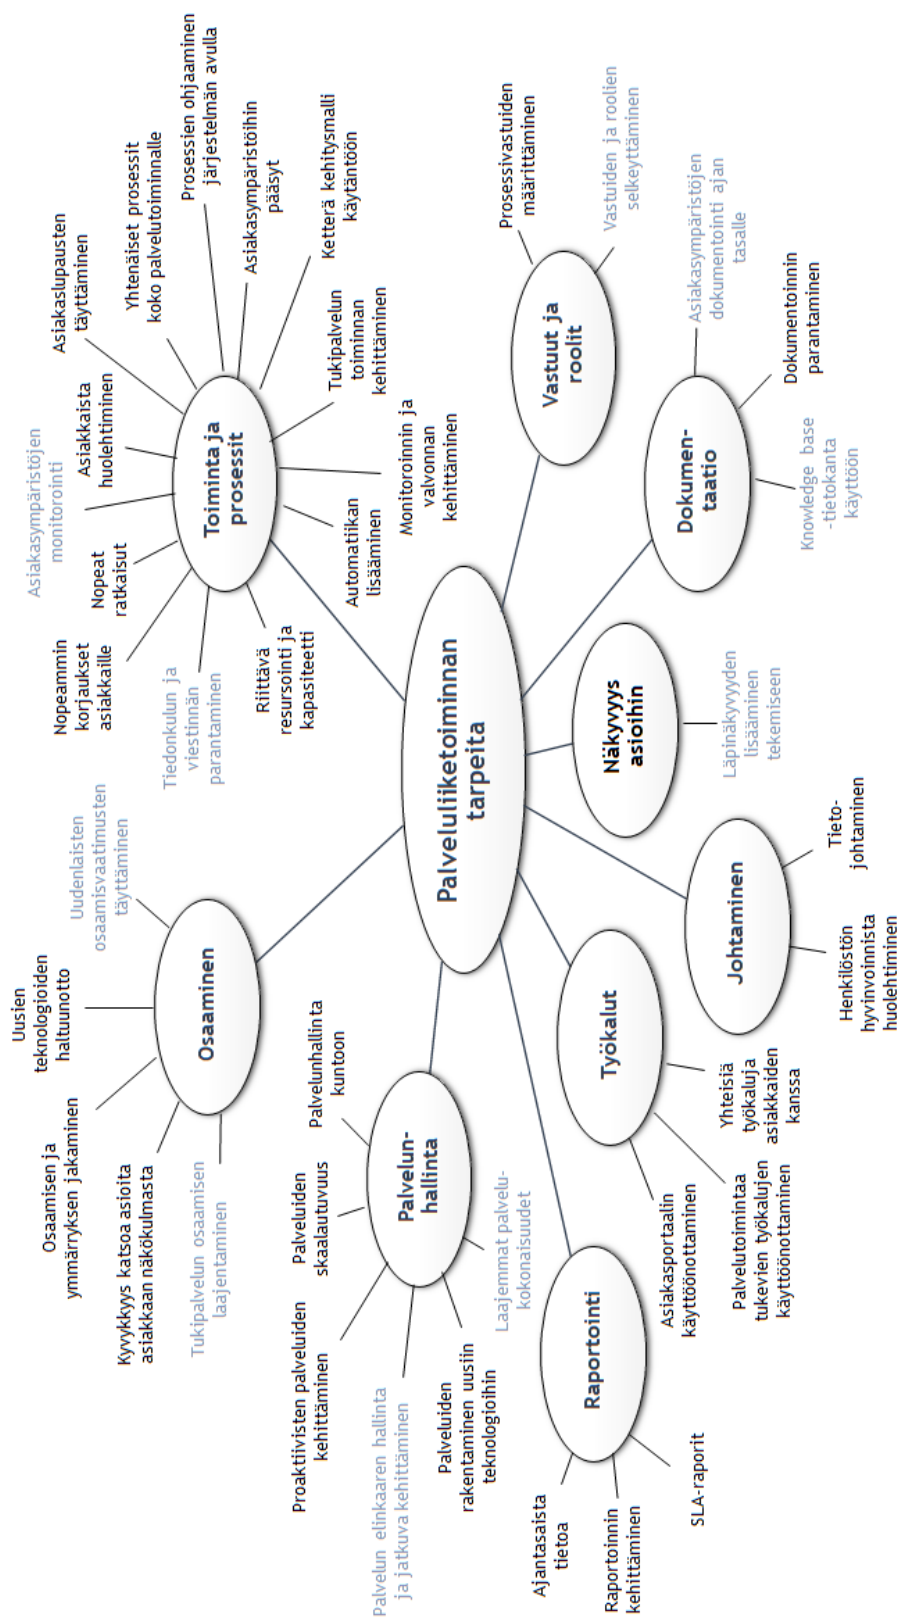 Palveluliiketoiminnan
tarpeita
Osaaminen
Osaamisen ja
ymmärryksen jakaminen
Uusien
teknologioiden
haltuunotto
Uudenlaisten
osaamisvaatimusten
täyttäminen
Kyvykkyys katsoa asioita
asiakkaan näkökulmasta
Tukipalvelun osaamisen
laajentaminen
Toiminta ja
prosessit
Nopeammin
korjaukset
asiakkaille
Nopeat
ratkaisut
Asiakasympäristöjen
monitorointi
Asiakkaista
huolehtiminen
Asiakaslupausten
täyttäminen
Yhtenäiset prosessit
koko palvelutoiminnalle
Prosessien ohjaaminen
järjestelmän avulla
Asiakasympäristöihin
pääsyt
Ketterä kehitysmalli
käytäntöön
Tukipalvelun
toiminnan
kehittäminen
Monitoroinnin ja
valvonnan
kehittäminen
Automatiikan
lisääminen
Riittävä
resursointi ja
kapasiteetti
Tiedonkulun ja
viestinnän
parantaminen
Palvelun-
hallinta
Palvelunhallinta
kuntoon
Palveluiden
skaalautuvuus
Proaktiivisten palveluiden
kehittäminen
Palvelun elinkaaren hallinta
ja jatkuva kehittäminen
Palveluiden
rakentaminen uusiin
teknologioihin
Laajemmat palvelu-
kokonaisuudet
Vastuut ja
roolit
Prosessivastuiden
määrittäminen
Vastuiden ja roolien
selkeyttäminen
Raportointi
Ajantasaista
tietoa
Raportoinnin
kehittäminen
SLA-raporit
Työkalut
Asiakasportaalin
käyttöönottaminen
Palvelutoimintaa
tukevien työkalujen
käyttöönottaminen
Yhteisiä
työkaluja
asiakkaiden
kanssa
Johtaminen
Henkilöstön
hyvinvoinnista
huolehtiminen
Tieto-
johtaminen
Näkyvyys
asioihin
Läpinäkyvyyden
lisääminen
tekemiseen
Dokumen-
taatio
Knowledge base
-tietokanta
käyttöön
Dokumentoinnin
parantaminen
Asiakasympäristöjen
dokumentointi ajan
tasalle